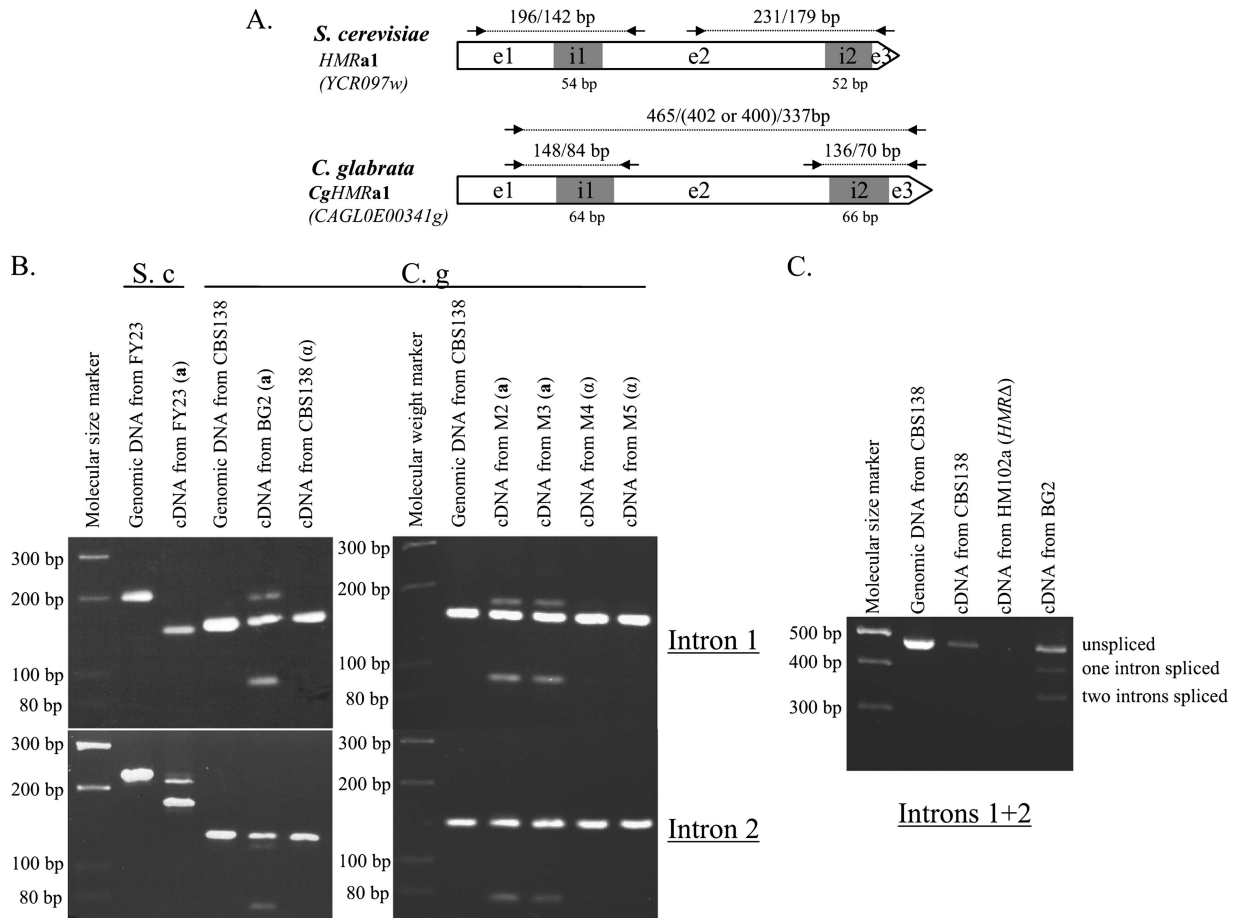 A.
S. cerevisiae
HMRa1
(YCR097w)
196/142 bp
231/179 bp
e1
i1
e2
i2
e3
54 bp
52 bp
465/(402 or 400)/337bp
C. glabrata
CgHMRa1
(CAGL0E00341g)
148/84 bp
136/70 bp
e1
i1
e2
i2
e3
64 bp
66 bp
B.
S. c
C. g
Molecular size marker
Genomic DNA from FY23
cDNA from FY23 (a)
Genomic DNA from CBS138
cDNA from BG2 (a)
cDNA from CBS138 (α)
Molecular weight marker
Genomic DNA from CBS138
cDNA from M2 (a)
cDNA from M3 (a)
cDNA from M4 (α)
cDNA from M5 (α)
300 bp
200 bp
100 bp
80 bp
300 bp
200 bp
100 bp
80 bp
Intron 1
300 bp
200 bp
100 bp
80 bp
300 bp
200 bp
100 bp
80 bp
Intron 2
C.
Molecular size marker
Genomic DNA from CBS138
cDNA from CBS138
cDNA from HM102a (HMRΔ)
cDNA from BG2
500 bp
400 bp
300 bp
unspliced
one intron spliced
two introns spliced
Introns 1+2